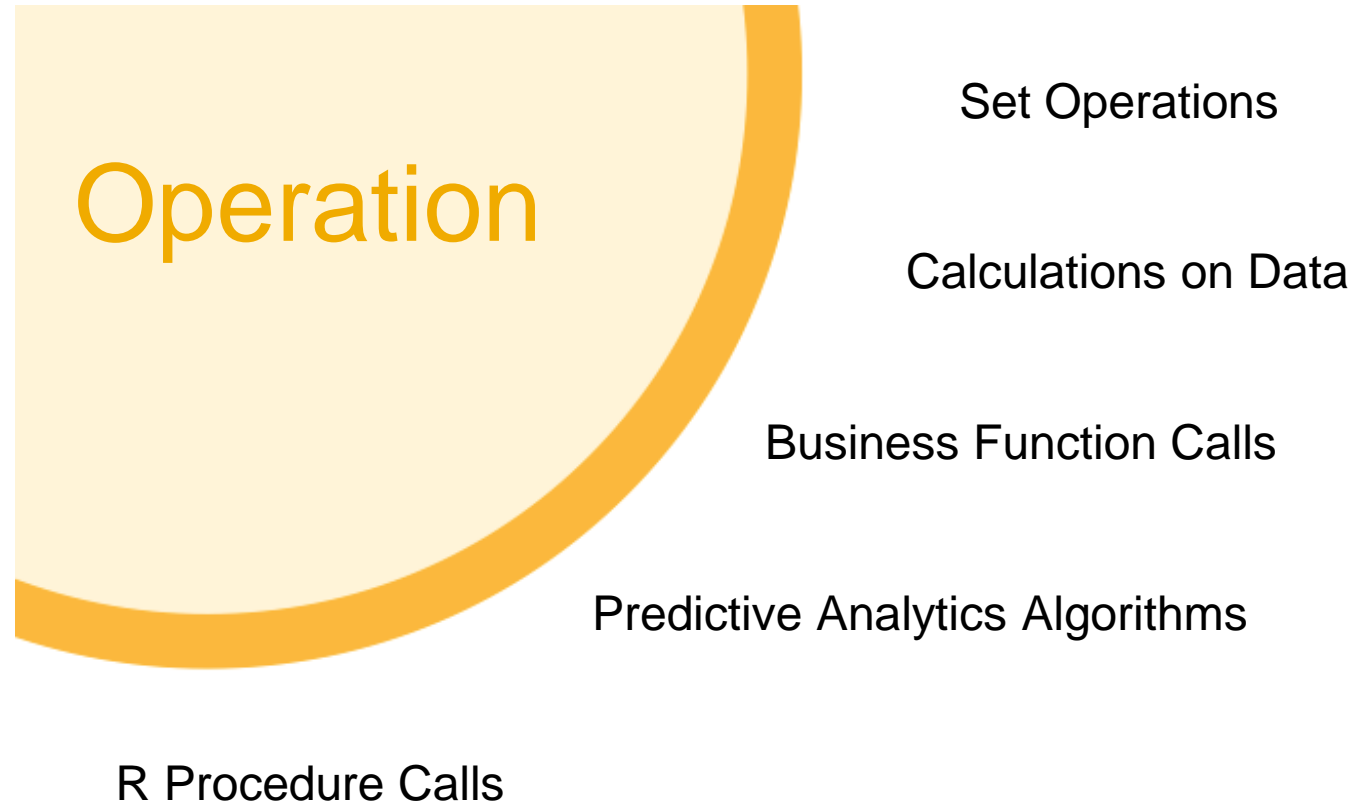 Operation
Set Operations
Calculations on Data
Business Function Calls
Predictive Analytics Algorithms
R Procedure Calls